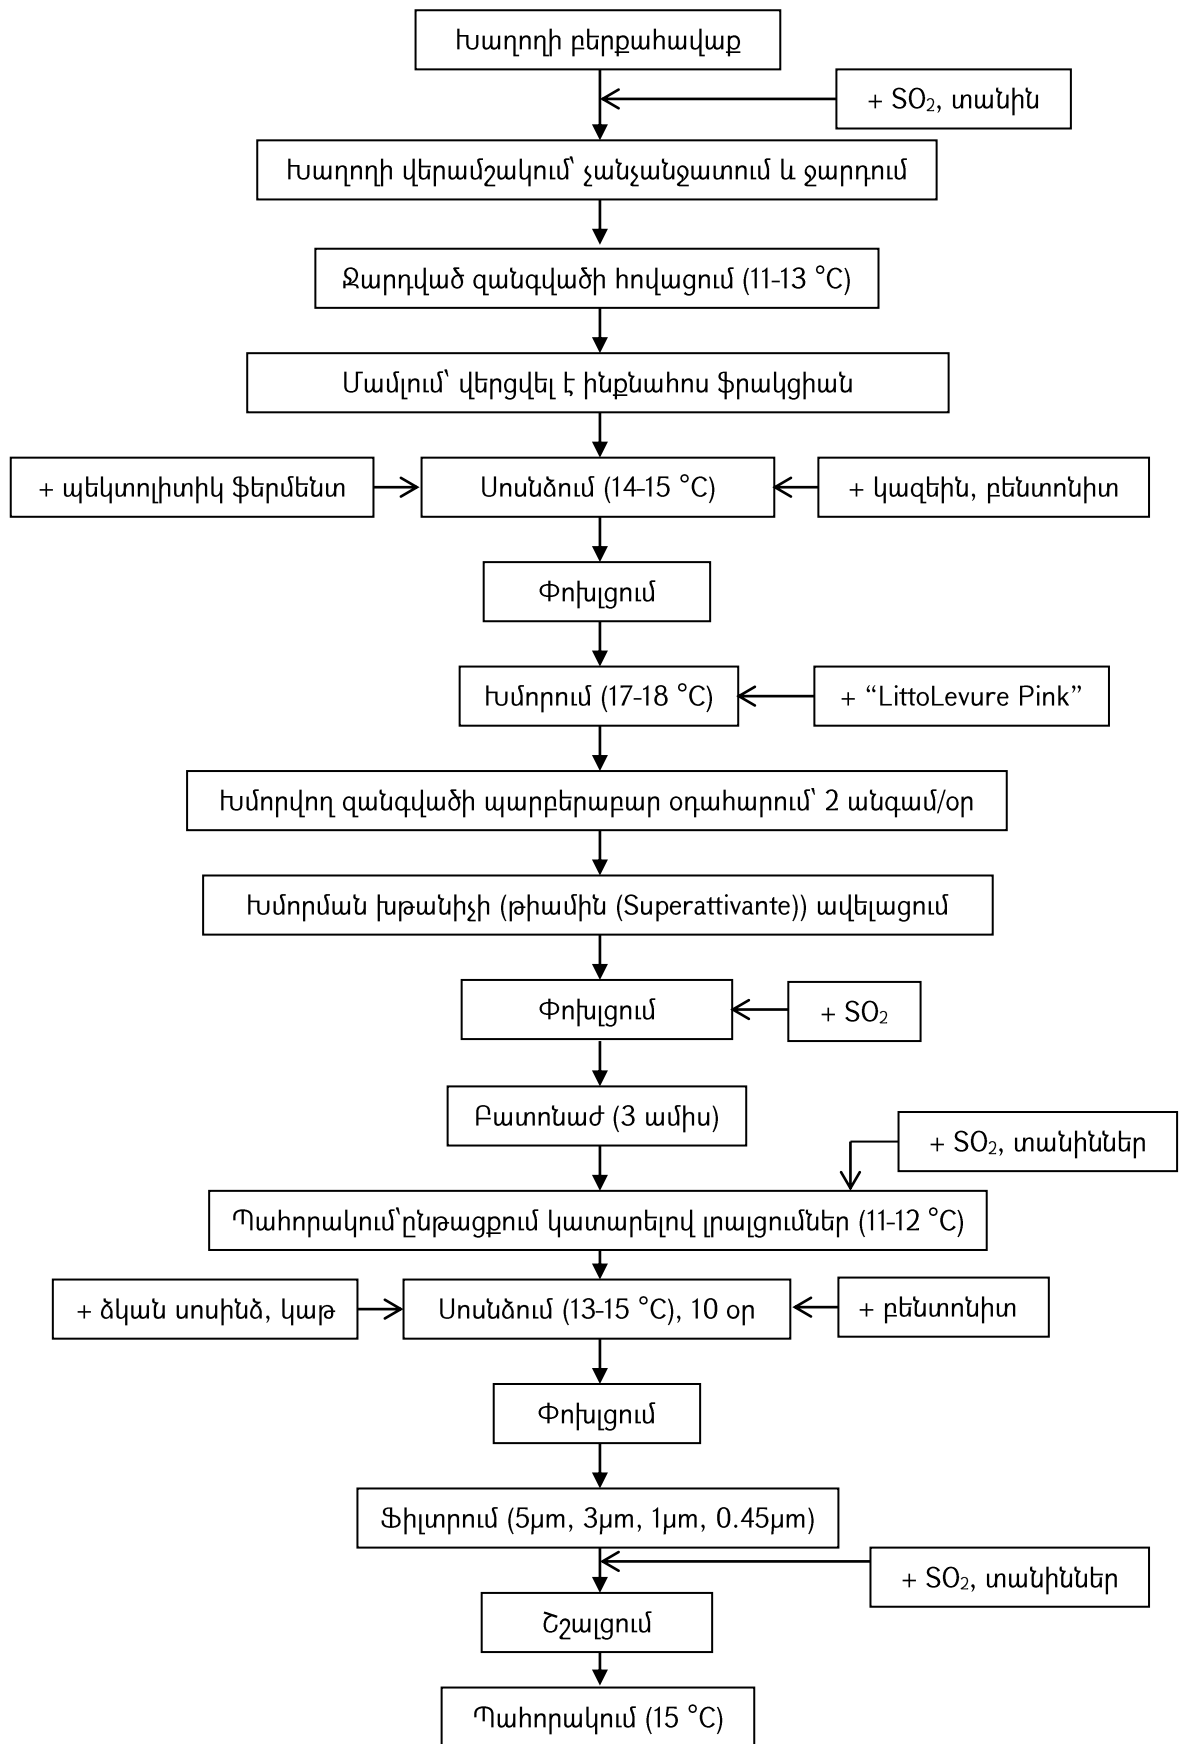 Խաղողի բերքահավաք
+ SO₂, տանին
Խաղողի վերամշակում՝ չանչանջատում և ջարդում
Ջարդված զանգվածի հովացում (11-13 °C)
Մամլում՝ վերցվել է ինքնահոս ֆրակցիան
+ պեկտոլիտիկ ֆերմենտ
Սոսնձում (14-15 °C)
+ կազեին, բենտոնիտ
Փոխլցում
Խմորում (17-18 °C)
+ “LittoLevure Pink”
Խմորվող զանգվածի պարբերաբար օդահարում՝ 2 անգամ/օր
Խմորման խթանիչի (թիամին (Superattivante)) ավելացում
Փոխլցում
+ SO₂
Բատոնաժ (3 ամիս)
+ SO₂, տանիններ
Պահորակում՝ընթացքում կատարելով լրալցումներ (11-12 °C)
+ ձկան սոսինձ, կաթ
Սոսնձում (13-15 °C), 10 օր
+ բենտոնիտ
Փոխլցում
Ֆիլտրում (5μm, 3μm, 1μm, 0.45μm)
+ SO₂, տանիններ
Շշալցում
Պահորակում (15 °C)